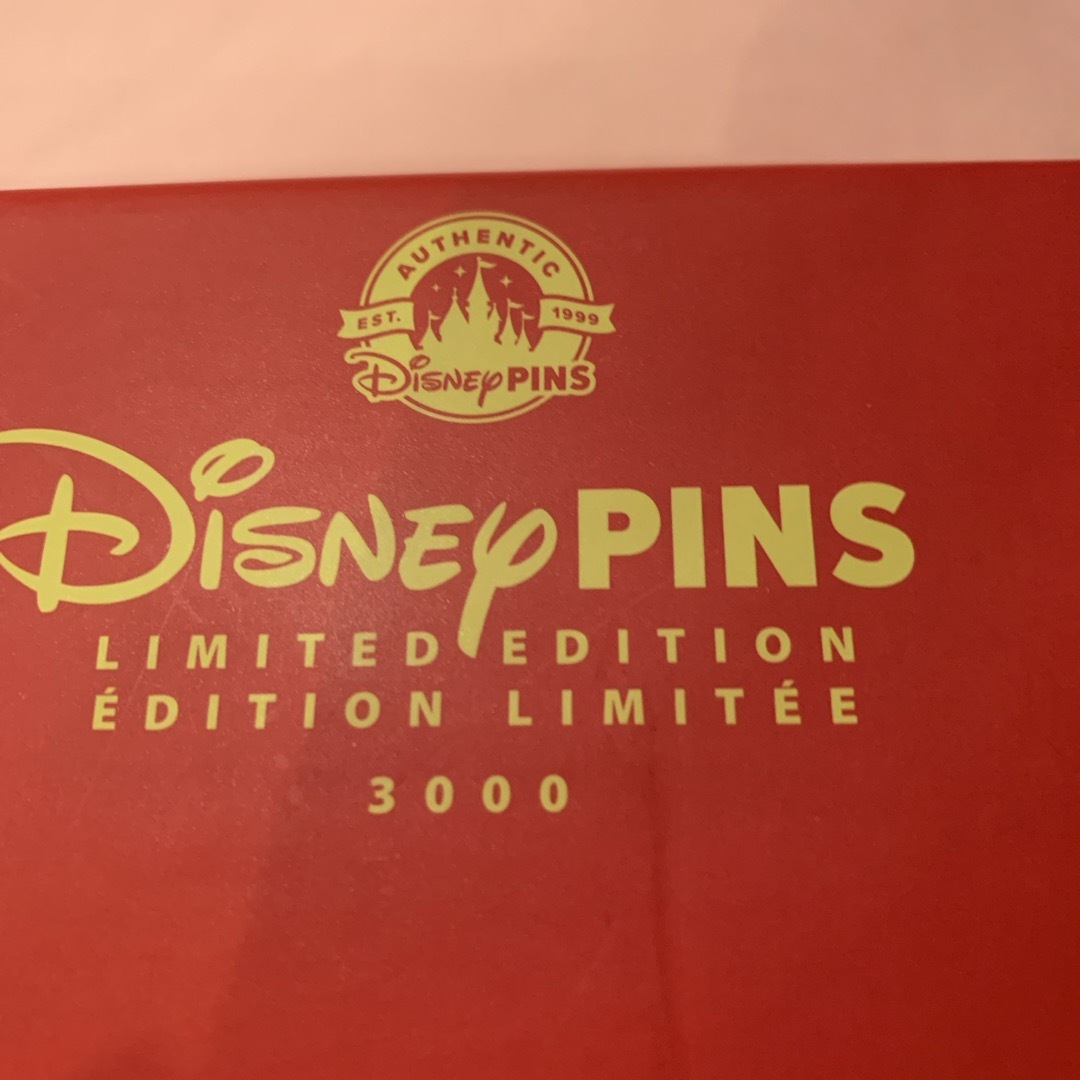 AUTHENTIC
EST. 1999
Disney PINS
Disney PINS
LIMITED EDITION
ÉDITION LIMITÉE
3000